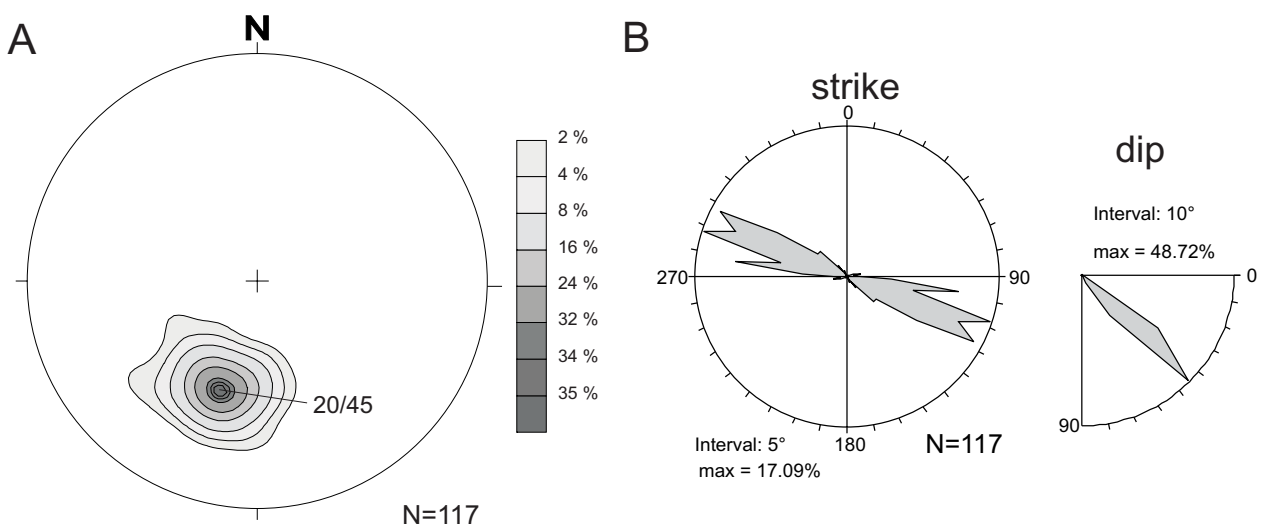 A
N
2 %
4 %
8 %
16 %
24 %
32 %
34 %
35 %
20/45
N=117
B
strike
0
270
90
180
Interval: 5°
max = 17.09%
N=117
dip
Interval: 10°
max = 48.72%
0
90